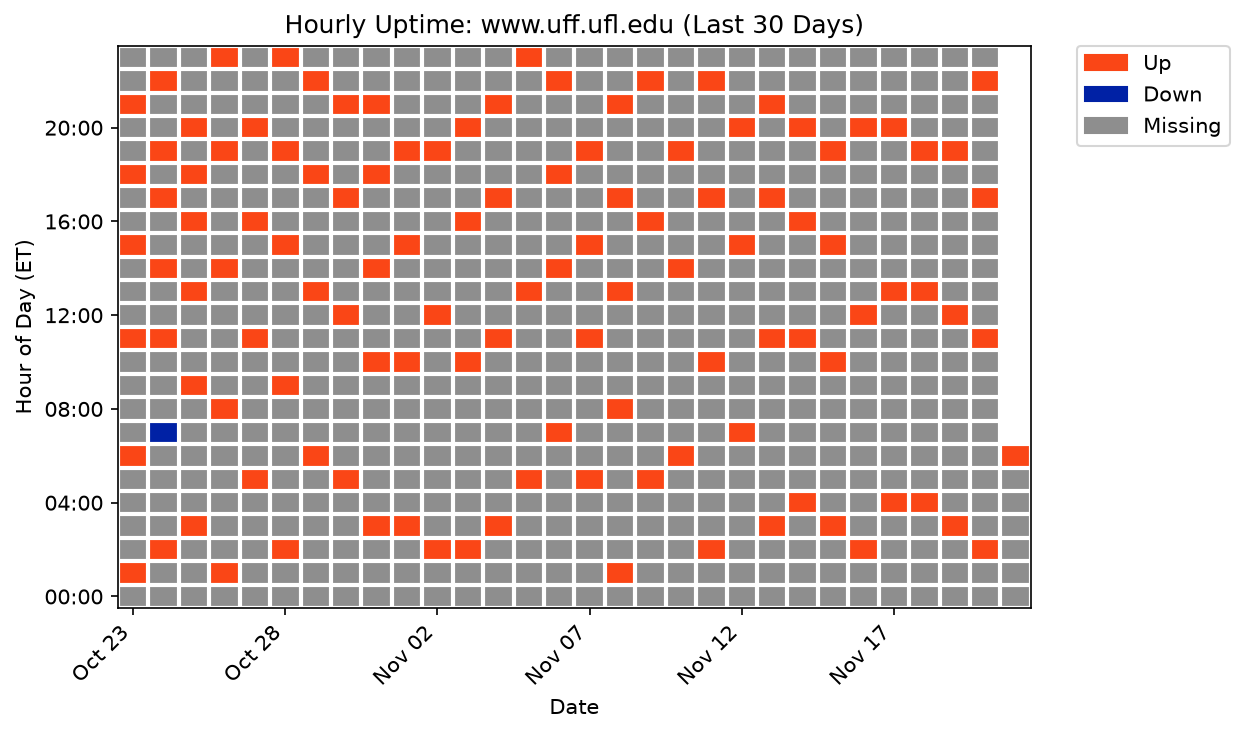 Hourly Uptime: www.uff.ufl.edu (Last 30 Days)
Up
Down
Missing
20:00
16:00
12:00
08:00
04:00
00:00
Hour of Day (ET)
Oct 23
Oct 28
Nov 02
Nov 07
Nov 12
Nov 17
Date